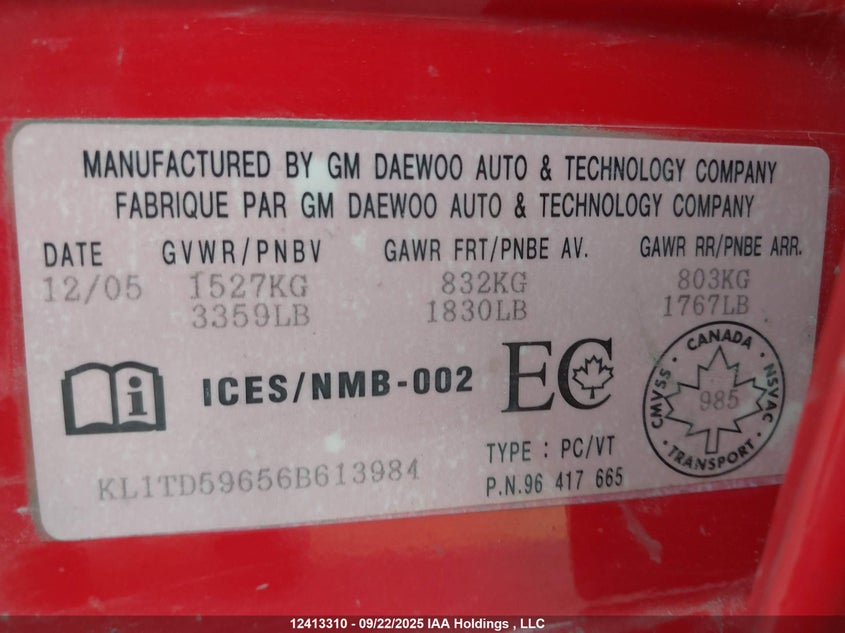 MANUFACTURED BY GM DAEWOO AUTO & TECHNOLOGY COMPANY
FABRIQUE PAR GM DAEWOO AUTO & TECHNOLOGY COMPANY
DATE GVWR/PNBV GAWR FRT/PNBE AV. GAWR RR/PNBE ARR.
12/05 1527KG 832KG 803KG
3359LB 1830LB 1767LB
i ICES/NMB-002 EC
CMVSS • CANADA • NSVAC • TRANSPORT •
985
TYPE : PC/VT
KL1TD59656B613984
P.N.96 417 665
12413310 - 09/22/2025 IAA Holdings , LLC